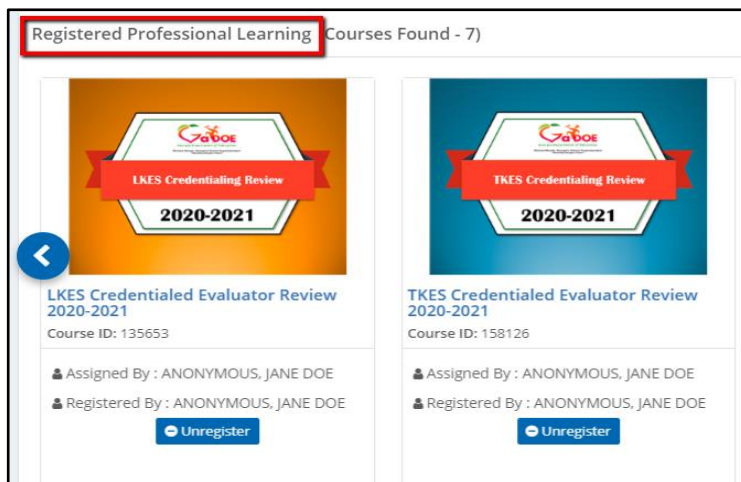 Registered Professional Learning (Courses Found - 7)
GaDOE
LKES Credentialing Review
2020-2021
LKES Credentialed Evaluator Review
2020-2021
Course ID: 135653
Assigned By : ANONYMOUS, JANE DOE
Registered By : ANONYMOUS, JANE DOE
Unregister
GaDOE
TKES Credentialing Review
2020-2021
TKES Credentialed Evaluator Review
2020-2021
Course ID: 158126
Assigned By : ANONYMOUS, JANE DOE
Registered By : ANONYMOUS, JANE DOE
Unregister